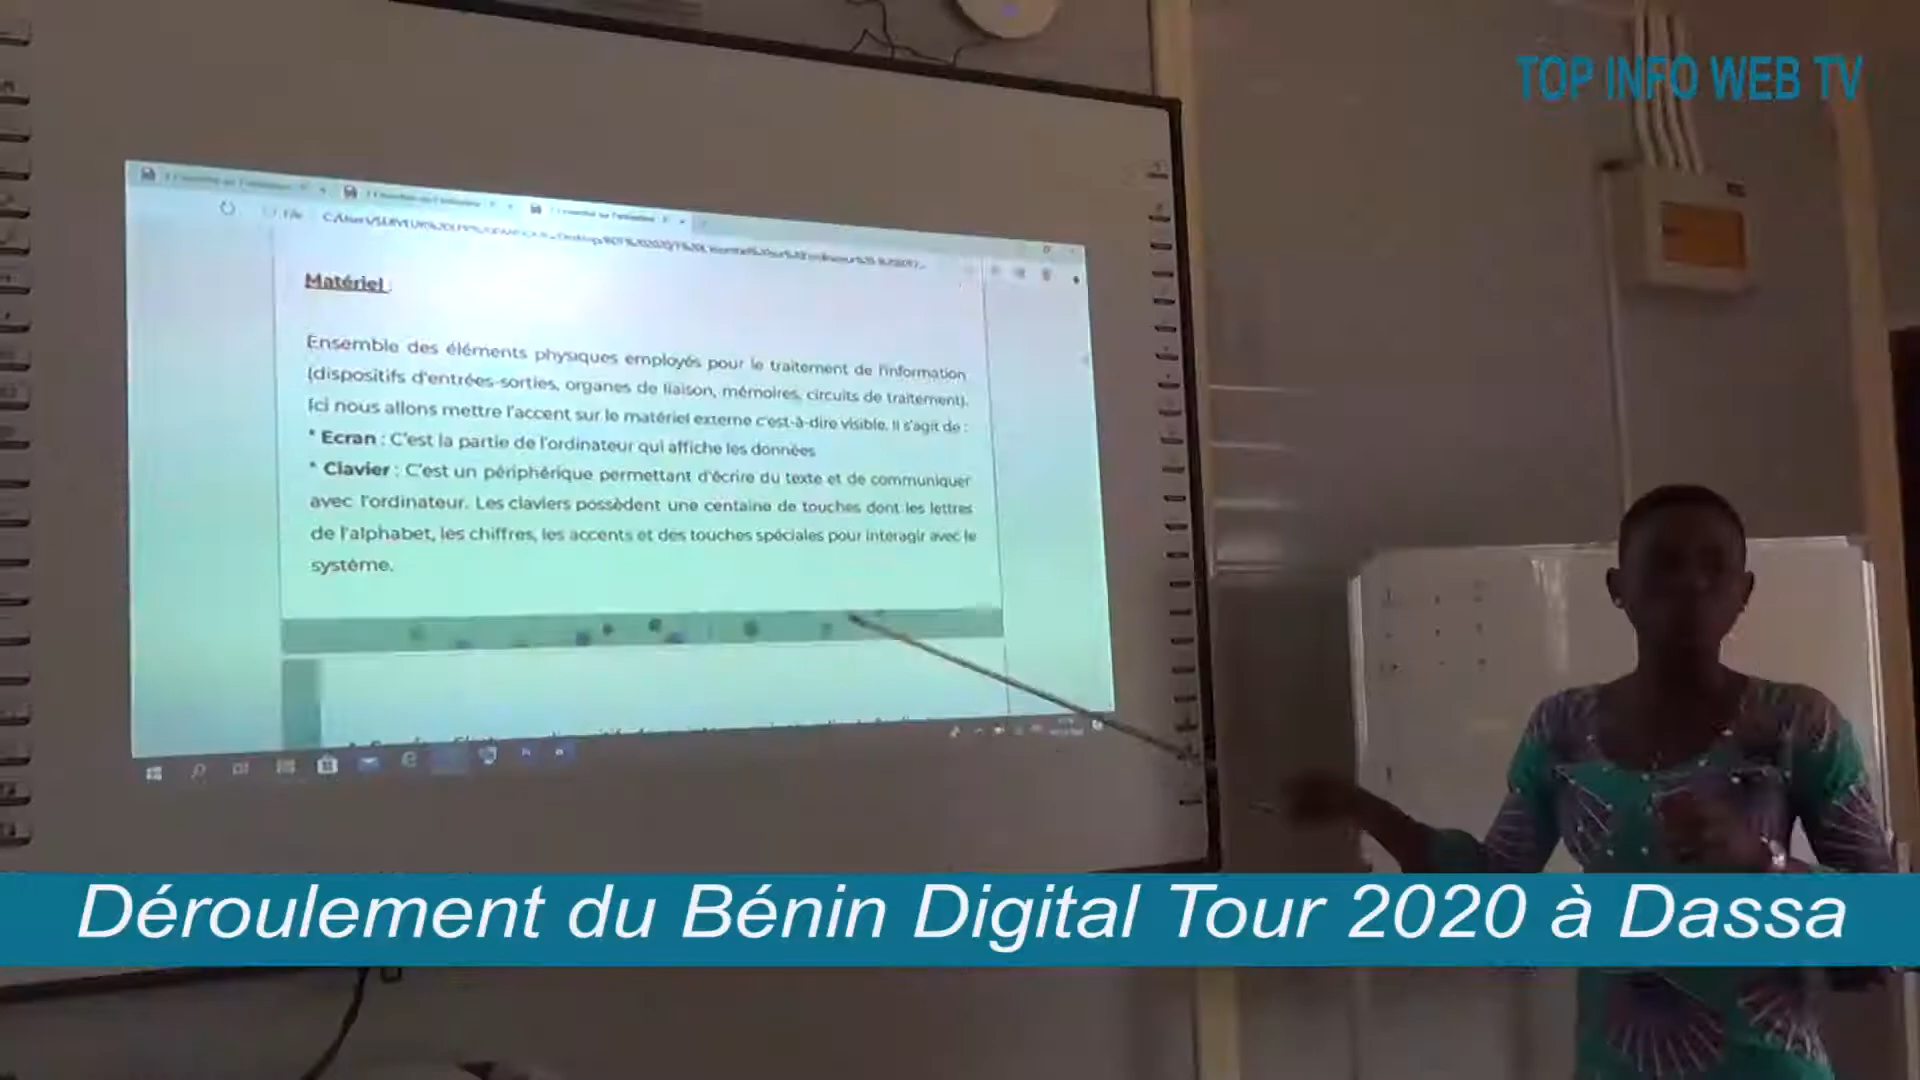 TOP INFO WEB TV
Matériel :
Ensemble des éléments physiques employés pour le traitement de l'information
(dispositifs d'entrées-sorties, organes de liaison, mémoires, circuits de traitement).
Ici nous allons mettre l'accent sur le matériel externe c'est-à-dire visible. Il s'agit de :
* Ecran : C'est la partie de l'ordinateur qui affiche les données
* Clavier : C'est un périphérique permettant d'écrire du texte et de communiquer
avec l'ordinateur. Les claviers possèdent une centaine de touches dont les lettres
de l'alphabet, les chiffres, les accents et des touches spéciales pour interagir avec le
système.
Déroulement du Bénin Digital Tour 2020 à Dassa